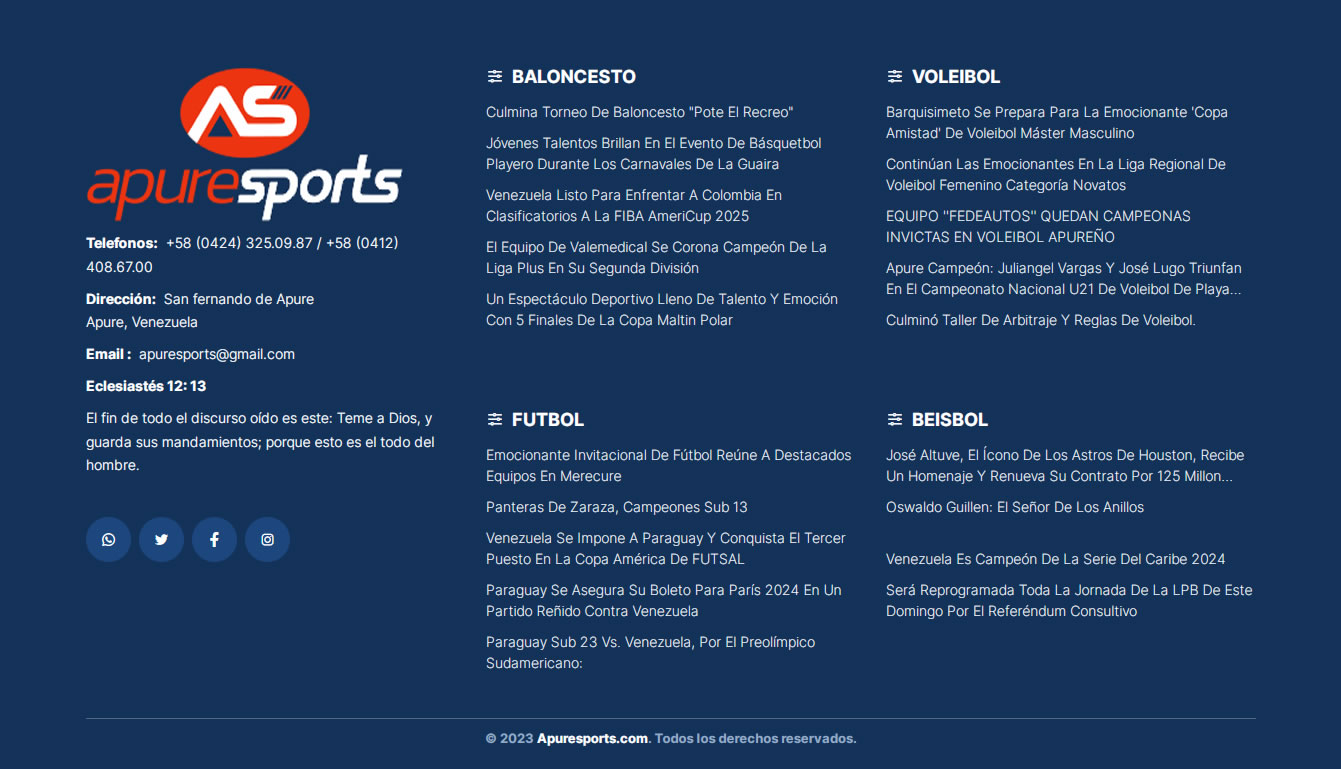 AS
apuresports
Telefonos: +58 (0424) 325.09.87 / +58 (0412)
408.67.00
Dirección: San fernando de Apure
Apure, Venezuela
Email : apuresports@gmail.com
Eclesiastés 12: 13
El fin de todo el discurso oído es este: Teme a Dios, y
guarda sus mandamientos; porque esto es el todo del
hombre.
BALONCESTO
Culmina Torneo De Baloncesto "Pote El Recreo"
Jóvenes Talentos Brillan En El Evento De Básquetbol
Playero Durante Los Carnavales De La Guaira
Venezuela Listo Para Enfrentar A Colombia En
Clasificatorios A La FIBA AmeriCup 2025
El Equipo De Valemedical Se Corona Campeón De La
Liga Plus En Su Segunda División
Un Espectáculo Deportivo Lleno De Talento Y Emoción
Con 5 Finales De La Copa Maltin Polar
VOLEIBOL
Barquisimeto Se Prepara Para La Emocionante 'Copa
Amistad' De Voleibol Máster Masculino
Continúan Las Emocionantes En La Liga Regional De
Voleibol Femenino Categoría Novatos
EQUIPO "FEDEAUTOS" QUEDAN CAMPEONAS
INVICTAS EN VOLEIBOL APUREÑO
Apure Campeón: Juliangel Vargas Y José Lugo Triunfan
En El Campeonato Nacional U21 De Voleibol De Playa...
Culminó Taller De Arbitraje Y Reglas De Voleibol.
FUTBOL
Emocionante Invitacional De Fútbol Reúne A Destacados
Equipos En Merecure
Panteras De Zaraza, Campeones Sub 13
Venezuela Se Impone A Paraguay Y Conquista El Tercer
Puesto En La Copa América De FUTSAL
Paraguay Se Asegura Su Boleto Para París 2024 En Un
Partido Reñido Contra Venezuela
Paraguay Sub 23 Vs. Venezuela, Por El Preolímpico
Sudamericano:
BEISBOL
José Altuve, El Ícono De Los Astros De Houston, Recibe
Un Homenaje Y Renueva Su Contrato Por 125 Millon...
Oswaldo Guillen: El Señor De Los Anillos
Venezuela Es Campeón De La Serie Del Caribe 2024
Será Reprogramada Toda La Jornada De La LPB De Este
Domingo Por El Referéndum Consultivo
© 2023 Apuresports.com. Todos los derechos reservados.